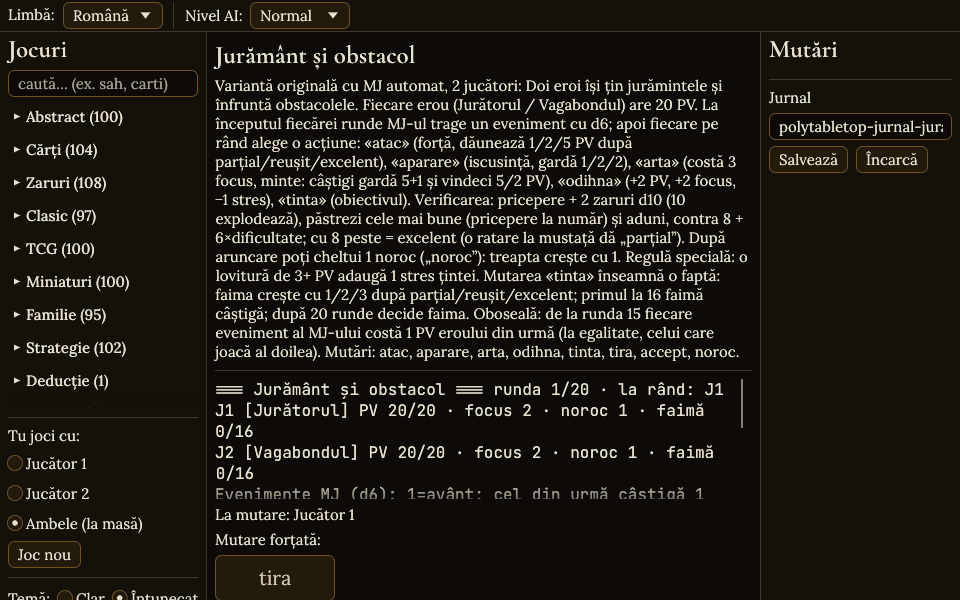 Limbă: Română ▼ Nivel AI: Normal ▼
Jocuri
caută... (ex. sah, carti)
▸ Abstract (100)
▸ Cărți (104)
▸ Zaruri (108)
▸ Clasic (97)
▸ TCG (100)
▸ Miniaturi (100)
▸ Familie (95)
▸ Strategie (102)
▸ Deducție (1)
Tu joci cu:
Jucător 1
Jucător 2
Ambele (la masă)
Joc nou
Temă: Clar Întunecat
Jurământ și obstacol
Variantă originală cu MJ automat, 2 jucători: Doi eroi își țin jurămintele și
înfruntă obstacolele. Fiecare erou (Jurătorul / Vagabondul) are 20 PV. La
începutul fiecărei runde MJ-ul trage un eveniment cu d6; apoi fiecare pe
rând alege o acțiune: «atac» (forță, dăunează 1/2/5 PV după
parțial/reușit/excelent), «aparare» (iscusință, gardă 1/2/2), «arta» (costă 3
focus, minte: câștigi gardă 5+1 și vindeci 5/2 PV), «odihna» (+2 PV, +2 focus,
−1 stres), «tinta» (obiectivul). Verificarea: pricepere + 2 zaruri d10 (10
explodează), păstrezi cele mai bune (pricepere la număr) și aduni, contra 8 +
6×dificultate; cu 8 peste = excelent (o ratare la mustață dă „parțial”). După
aruncare poți cheltui 1 noroc („noroc”): treapta crește cu 1. Regulă specială: o
lovitură de 3+ PV adaugă 1 stres țintei. Mutarea «tinta» înseamnă o faptă:
faima crește cu 1/2/3 după parțial/reușit/excelent; primul la 16 faimă
câștigă; după 20 runde decide faima. Oboseală: de la runda 15 fiecare
eveniment al MJ-ului costă 1 PV eroului din urmă (la egalitate, celui care
joacă al doilea). Mutări: atac, aparare, arta, odihna, tinta, tira, accept, noroc.
═══ Jurământ și obstacol ═══ runda 1/20 · la rând: J1
J1 [Jurătorul] PV 20/20 · focus 2 · noroc 1 · faimă
0/16
J2 [Vagabondul] PV 20/20 · focus 2 · noroc 1 · faimă
0/16
Evenimente MJ (d6): 1=avânt: cel din urmă câștigă 1
La mutare: Jucător 1
Mutare forțată:
tira
Mutări
Jurnal
polytabletop-jurnal-jura
Salvează Încarcă